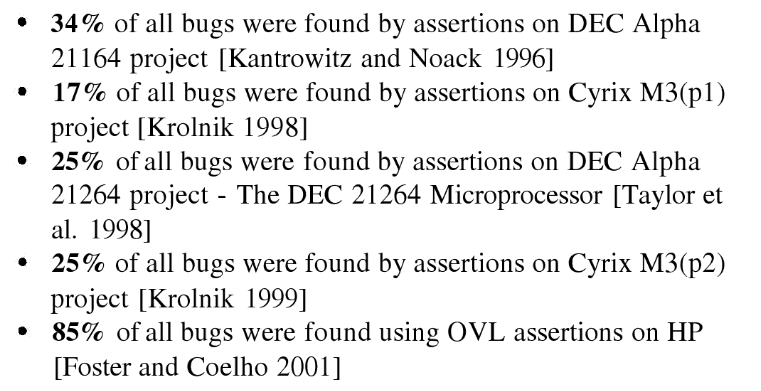 • 34% of all bugs were found by assertions on DEC Alpha
21164 project [Kantrowitz and Noack 1996]
• 17% of all bugs were found by assertions on Cyrix M3(p1)
project [Krolnik 1998]
• 25% of all bugs were found by assertions on DEC Alpha
21264 project - The DEC 21264 Microprocessor [Taylor et
al. 1998]
• 25% of all bugs were found by assertions on Cyrix M3(p2)
project [Krolnik 1999]
• 85% of all bugs were found using OVL assertions on HP
[Foster and Coelho 2001]